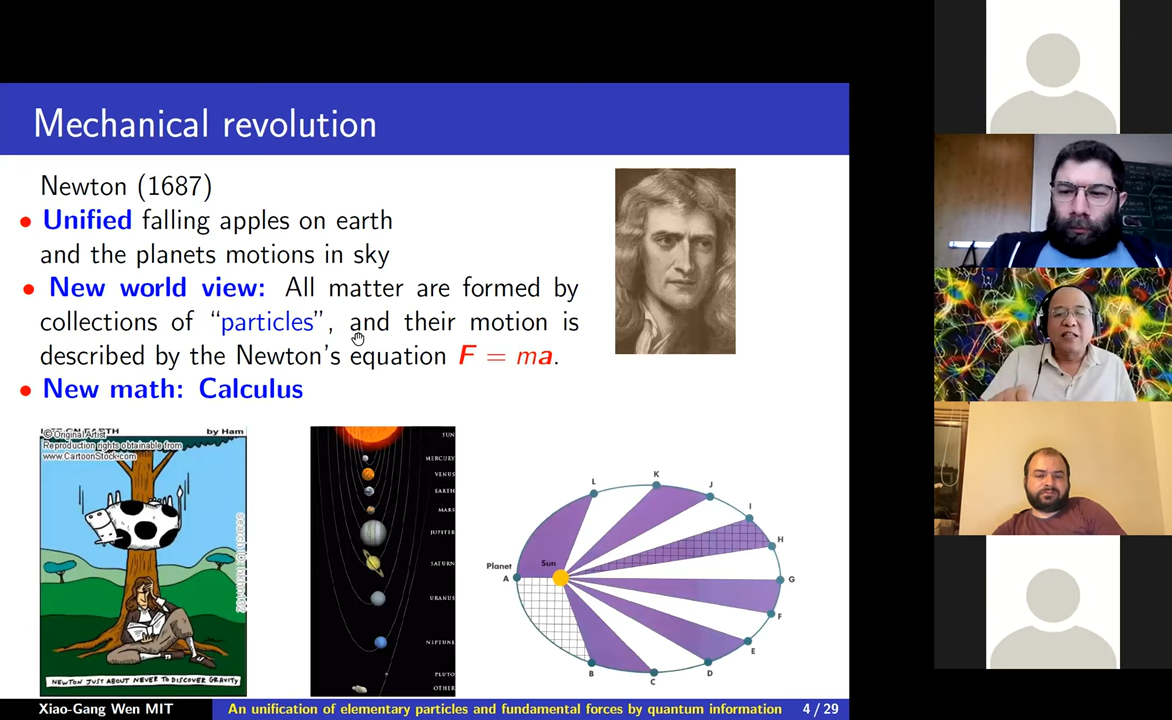 Mechanical revolution
Newton (1687)
• Unified falling apples on earth
and the planets motions in sky
• New world view: All matter are formed by
collections of “particles”, and their motion is
described by the Newton’s equation F = ma.
• New math: Calculus
by Ham
© Original Artist
Reproduction rights obtainable from
www.CartoonStock.com
NEWTON JUST ABOUT NEVER TO DISCOVER GRAVITY
SUN
MERCURY
VENUS
EARTH
MARS
JUPITER
SATURN
URANUS
NEPTUNE
PLUTO
OTHER
L
K
J
I
H
G
F
E
D
C
B
Planet
A
Sun
Xiao-Gang Wen MIT
An unification of elementary particles and fundamental forces by quantum information
4 / 29